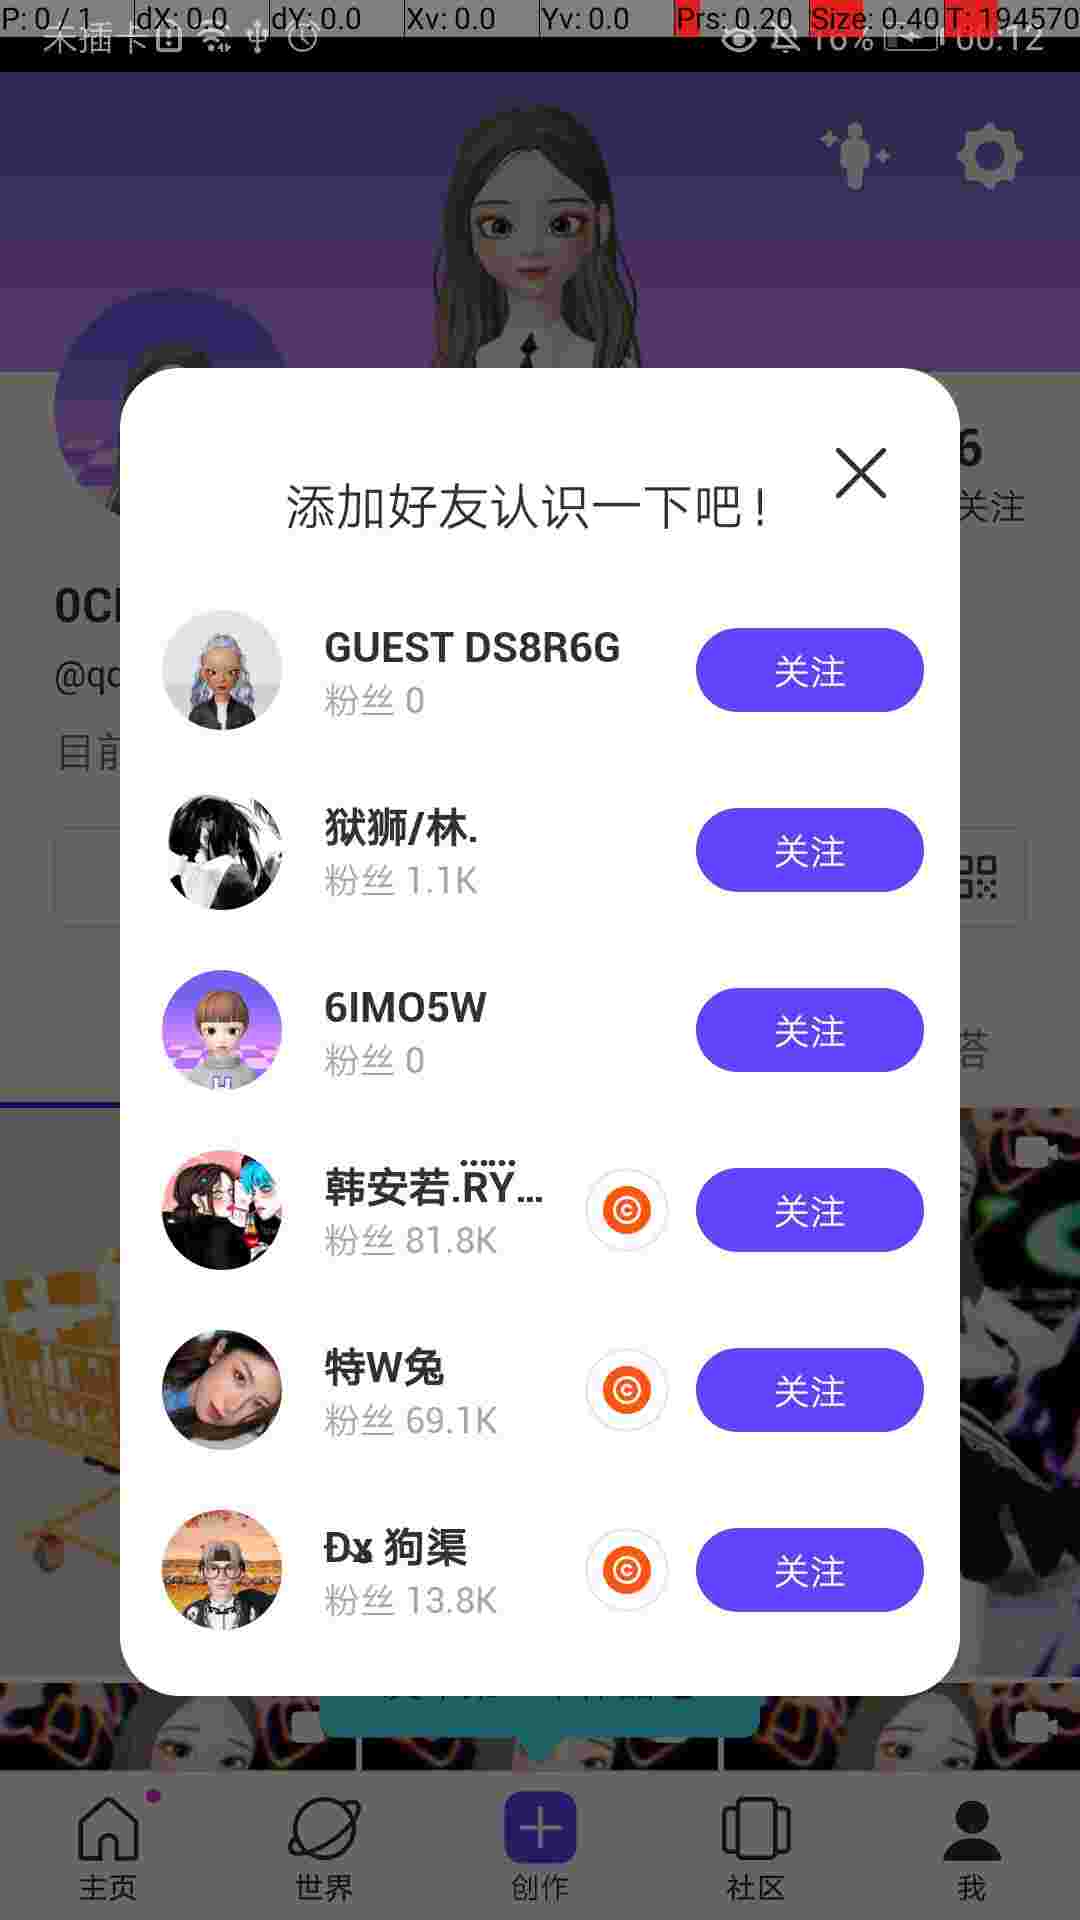 P: 0 / 1 dX: 0.0 dY: 0.0 Xv: 0.0 Yv: 0.0 Prs: 0.20 Size: 0.40 T: 194570
未插卡 16% 00:12
6
关注
添加好友认识一下吧!
0C
@qc
目前
GUEST DS8R6G
粉丝 0
关注
狱狮/林.
粉丝 1.1K
关注
6IMO5W
粉丝 0
关注
答
韩安若.RY...
粉丝 81.8K
关注
特W兔
粉丝 69.1K
关注
Ðҳ 狗渠
粉丝 13.8K
关注
主页 世界 创作 社区 我